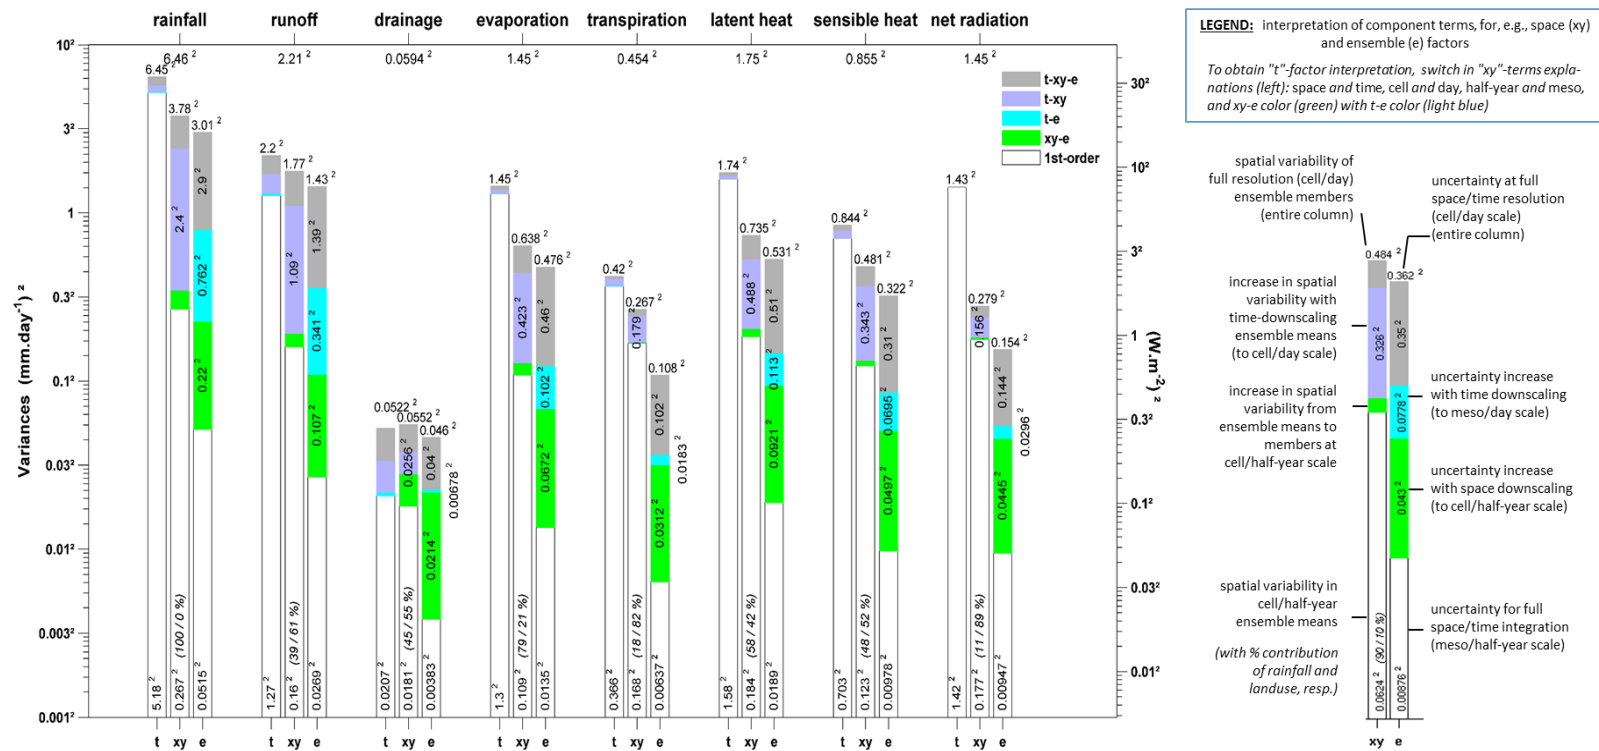 rainfall runoff drainage evaporation transpiration latent heat sensible heat net radiation
6.46 ² 2.21 ² 0.0594 ² 1.45 ² 0.454 ² 1.75 ² 0.855 ² 1.45 ²
Variances (mm.day⁻¹) ²
10²
3²
1
0.3²
0.1²
0.03²
0.01²
0.003²
0.001²
(W.m⁻²) ²
30²
10²
3²
1
0.3²
0.1²
0.03²
0.01²
t-xy-e
t-xy
t-e
xy-e
1st-order
6.45 ²
5.18 ²
3.78 ²
2.4 ²
0.267 ² (100 / 0 %)
3.01 ²
2.9 ²
0.762 ²
0.22 ²
0.0515 ²
2.2 ²
1.27 ²
1.77 ²
1.09 ²
0.16 ² (39 / 61 %)
1.43 ²
1.39 ²
0.341 ²
0.107 ²
0.0269 ²
0.0522 ²
0.0207 ²
0.0552 ²
0.0256 ²
0.0181 ² (45 / 55 %)
0.046 ²
0.04 ²
0.00678 ²
0.0214 ²
0.00383 ²
1.45 ²
1.3 ²
0.638 ²
0.423 ²
0.109 ² (79 / 21 %)
0.476 ²
0.46 ²
0.102 ²
0.0672 ²
0.0135 ²
0.42 ²
0.366 ²
0.267 ²
0.179 ²
0.168 ² (18 / 82 %)
0.108 ²
0.102 ²
0.0183 ²
0.0312 ²
0.00637 ²
1.74 ²
1.58 ²
0.735 ²
0.488 ²
0.184 ² (58 / 42 %)
0.531 ²
0.51 ²
0.113 ²
0.0921 ²
0.0189 ²
0.844 ²
0.703 ²
0.481 ²
0.343 ²
0.123 ² (48 / 52 %)
0.322 ²
0.31 ²
0.0695 ²
0.0497 ²
0.00978 ²
1.43 ²
1.42 ²
0.279 ²
0.156 ²
0.177 ² (11 / 89 %)
0.154 ²
0.144 ²
0.0296 ²
0.0445 ²
0.00947 ²
t xy e t xy e t xy e t xy e t xy e t xy e t xy e t xy e
LEGEND: interpretation of component terms, for, e.g., space (xy)
and ensemble (e) factors
To obtain "t"-factor interpretation, switch in "xy"-terms expla-
nations (left): space and time, cell and day, half-year and meso,
and xy-e color (green) with t-e color (light blue)
spatial variability of
full resolution (cell/day)
ensemble members
(entire column)
increase in spatial
variability with
time-downscaling
ensemble means
(to cell/day scale)
increase in spatial
variability from
ensemble means to
members at
cell/half-year scale
spatial variability in
cell/half-year
ensemble means
(with % contribution
of rainfall and
landuse, resp.)
0.484 ²
0.326 ²
0.0624 ² (90 / 10 %)
0.362 ²
0.35 ²
0.0778 ²
0.043 ²
0.00876 ²
xy e
uncertainty at full
space/time resolution
(cell/day scale)
(entire column)
uncertainty increase
with time downscaling
(to meso/day scale)
uncertainty increase
with space downscaling
(to cell/half-year scale)
uncertainty for full
space/time integration
(meso/half-year scale)